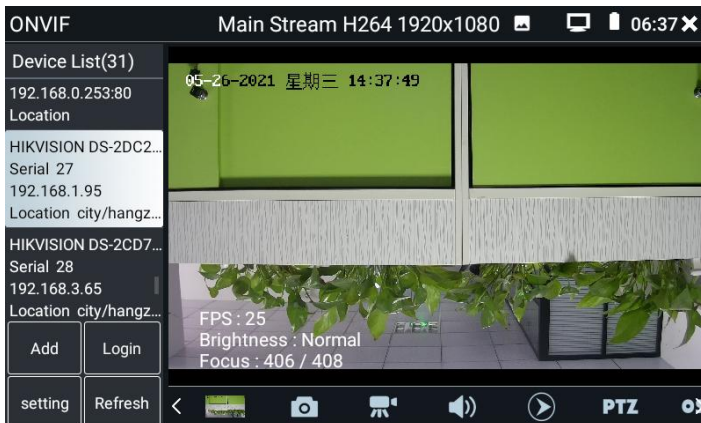 ONVIF
Main Stream H264 1920x1080
06:37
Device List(31)
192.168.0.253:80
Location
HIKVISION DS-2DC2...
Serial 27
192.168.1.95
Location city/hangz...
HIKVISION DS-2CD7...
Serial 28
192.168.3.65
Location city/hangz...
Add
Login
setting
Refresh
05-26-2021 星期三 14:37:49
FPS : 25
Brightness : Normal
Focus : 406 / 408
PTZ